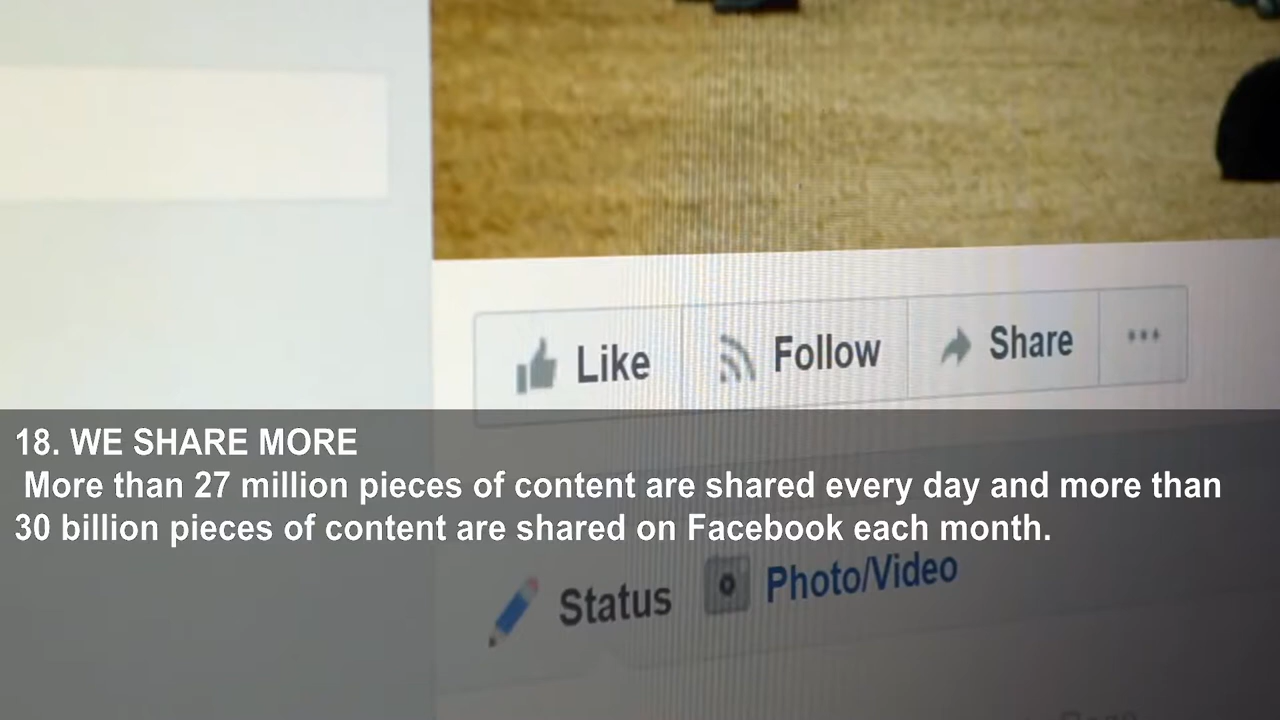 Like Follow Share
18. WE SHARE MORE
More than 27 million pieces of content are shared every day and more than
30 billion pieces of content are shared on Facebook each month.
Status Photo/Video